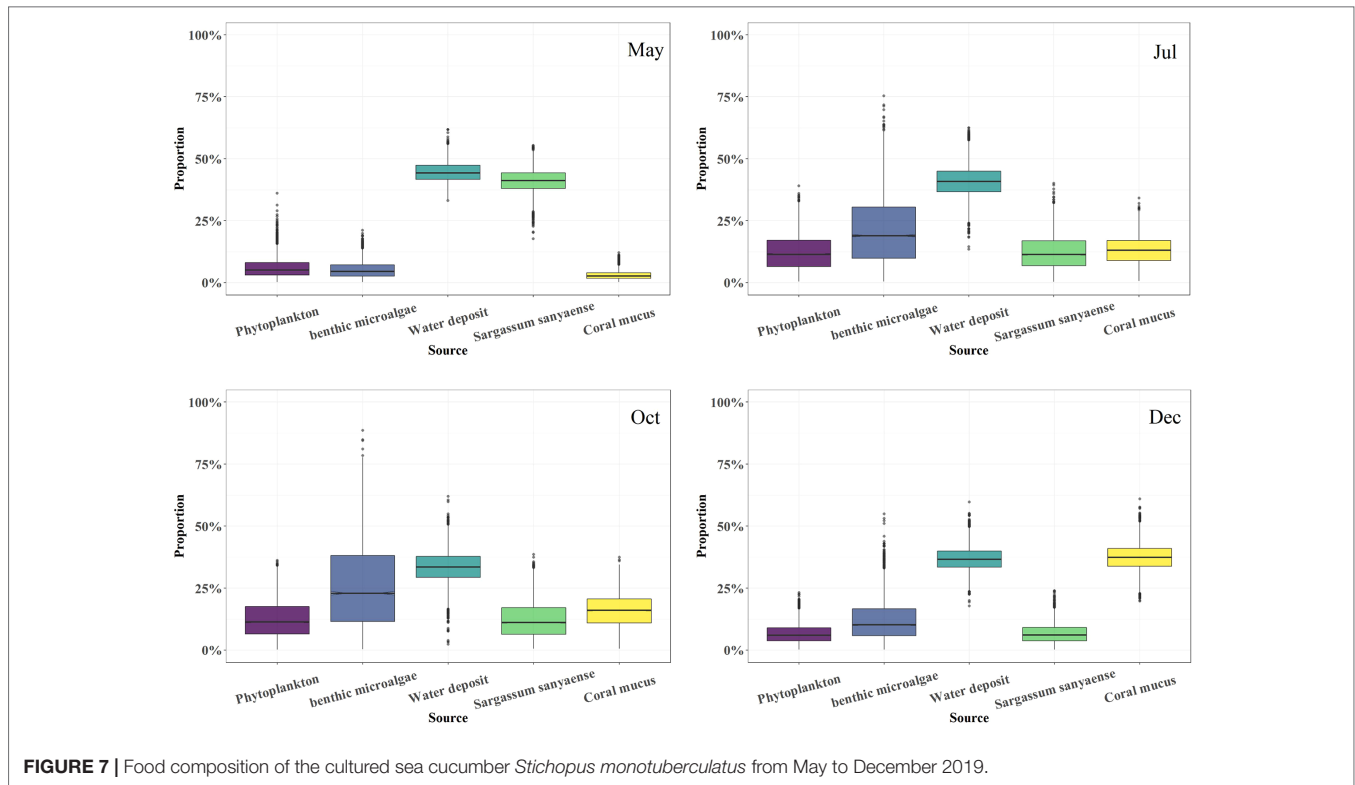 May
100%
75%
50%
25%
0%
Proportion
Phytoplankton
benthic microalgae
Water deposit
Sargassum sanyaense
Coral mucus
Source
Jul
100%
75%
50%
25%
0%
Proportion
Phytoplankton
benthic microalgae
Water deposit
Sargassum sanyaense
Coral mucus
Source
Oct
100%
75%
50%
25%
0%
Proportion
Phytoplankton
benthic microalgae
Water deposit
Sargassum sanyaense
Coral mucus
Source
Dec
100%
75%
50%
25%
0%
Proportion
Phytoplankton
benthic microalgae
Water deposit
Sargassum sanyaense
Coral mucus
Source
FIGURE 7 | Food composition of the cultured sea cucumber Stichopus monotuberculatus from May to December 2019.